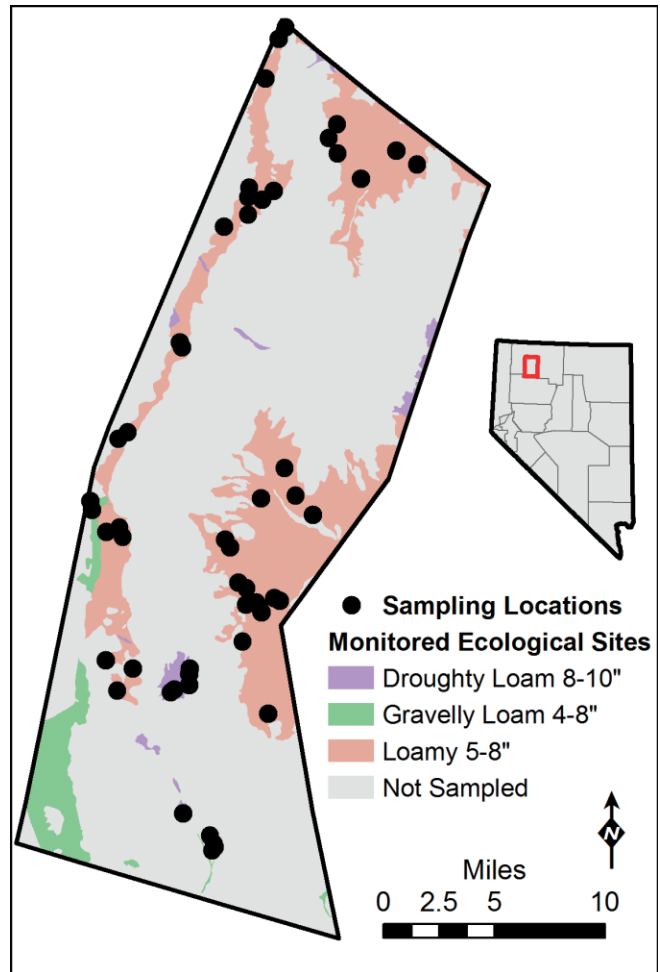 Sampling Locations
Monitored Ecological Sites
Droughty Loam 8-10"
Gravelly Loam 4-8"
Loamy 5-8"
Not Sampled
N
Miles
0 2.5 5 10